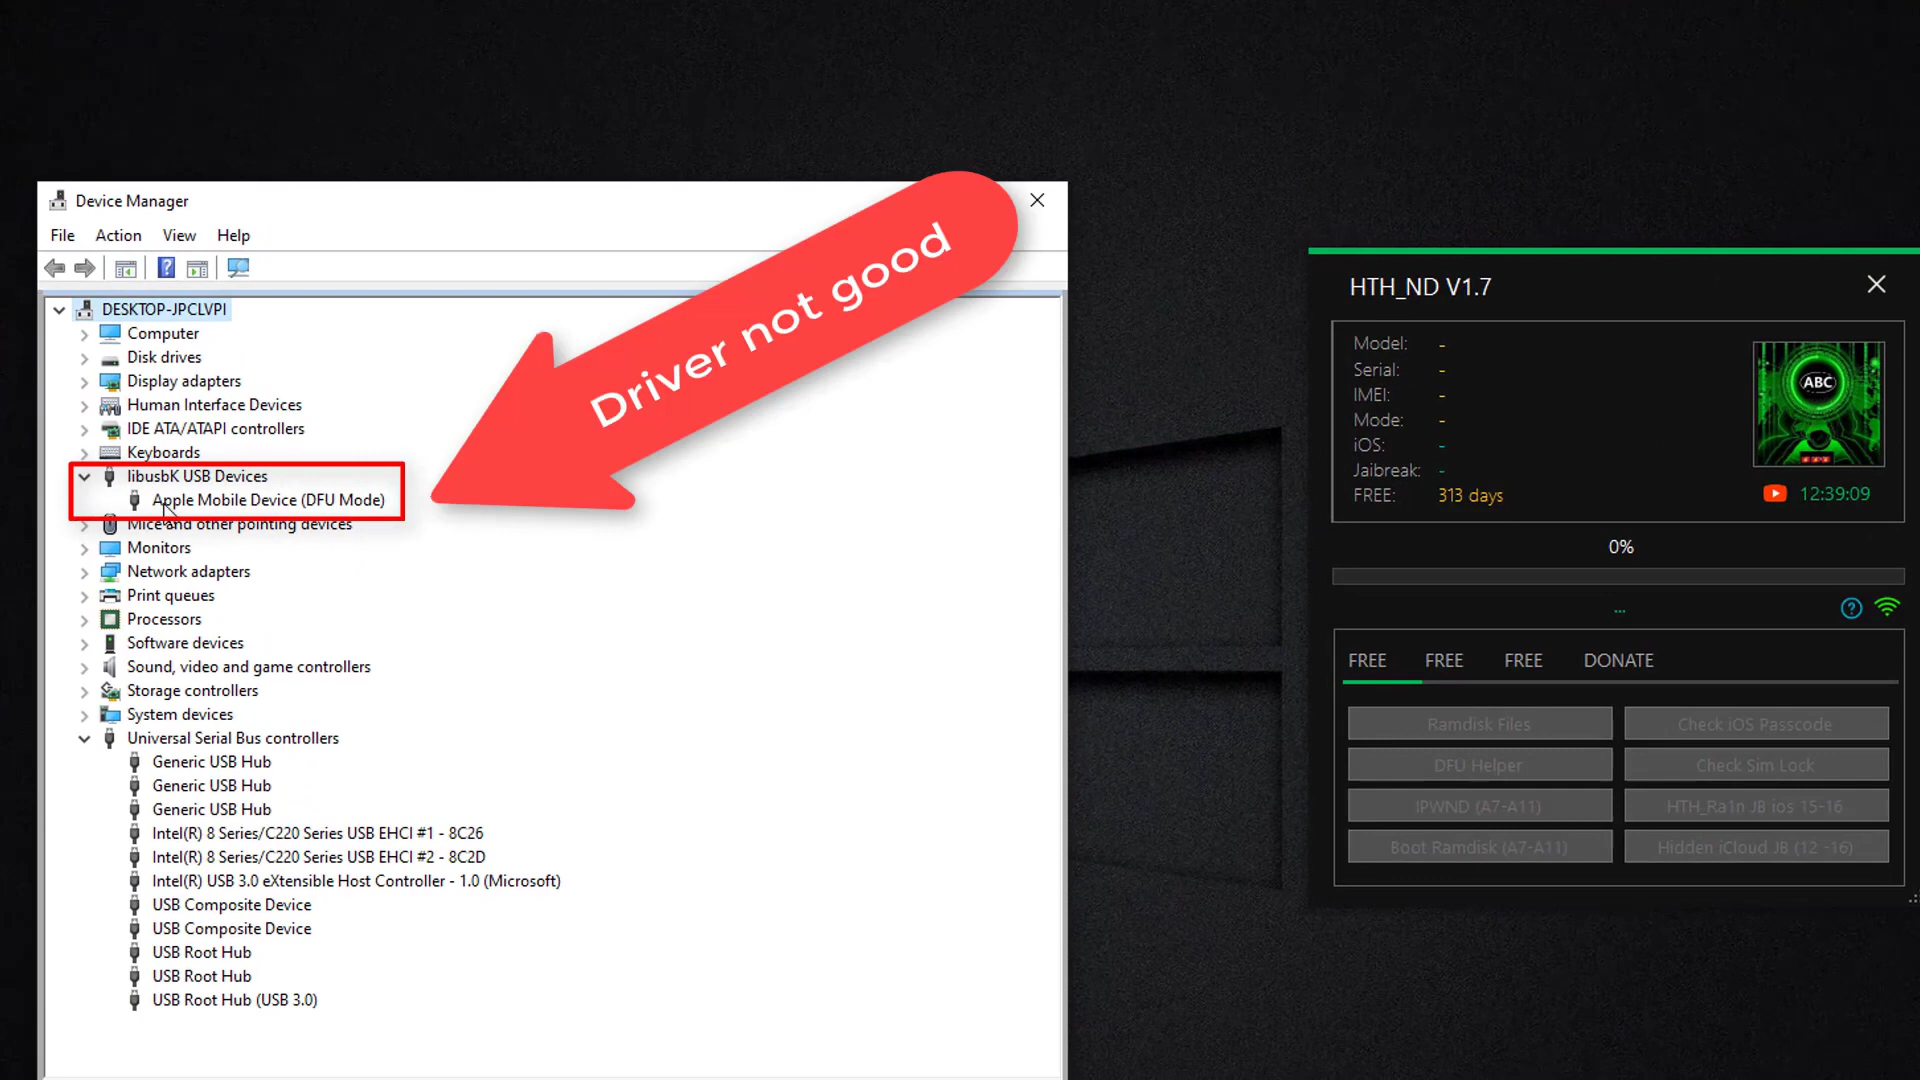 Device Manager
File Action View Help
DESKTOP-JPCLVPI
Computer
Disk drives
Display adapters
Human Interface Devices
IDE ATA/ATAPI controllers
Keyboards
libusbK USB Devices
Apple Mobile Device (DFU Mode)
Mice and other pointing devices
Monitors
Network adapters
Print queues
Processors
Software devices
Sound, video and game controllers
Storage controllers
System devices
Universal Serial Bus controllers
Generic USB Hub
Generic USB Hub
Generic USB Hub
Intel(R) 8 Series/C220 Series USB EHCI #1 - 8C26
Intel(R) 8 Series/C220 Series USB EHCI #2 - 8C2D
Intel(R) USB 3.0 eXtensible Host Controller - 1.0 (Microsoft)
USB Composite Device
USB Composite Device
USB Root Hub
USB Root Hub
USB Root Hub (USB 3.0)
Driver not good
HTH_ND V1.7
Model: -
Serial: -
IMEI: -
Mode: -
iOS: -
Jailbreak: -
FREE: 313 days
ABC
12:39:09
0%
...
FREE FREE FREE DONATE
Ramdisk Files Check iOS Passcode
DFU Helper Check Sim Lock
IPWND (A7-A11) HTH_Ra1n JB ios 15-16
Boot Ramdisk (A7-A11) Hidden iCloud JB (12 -16)